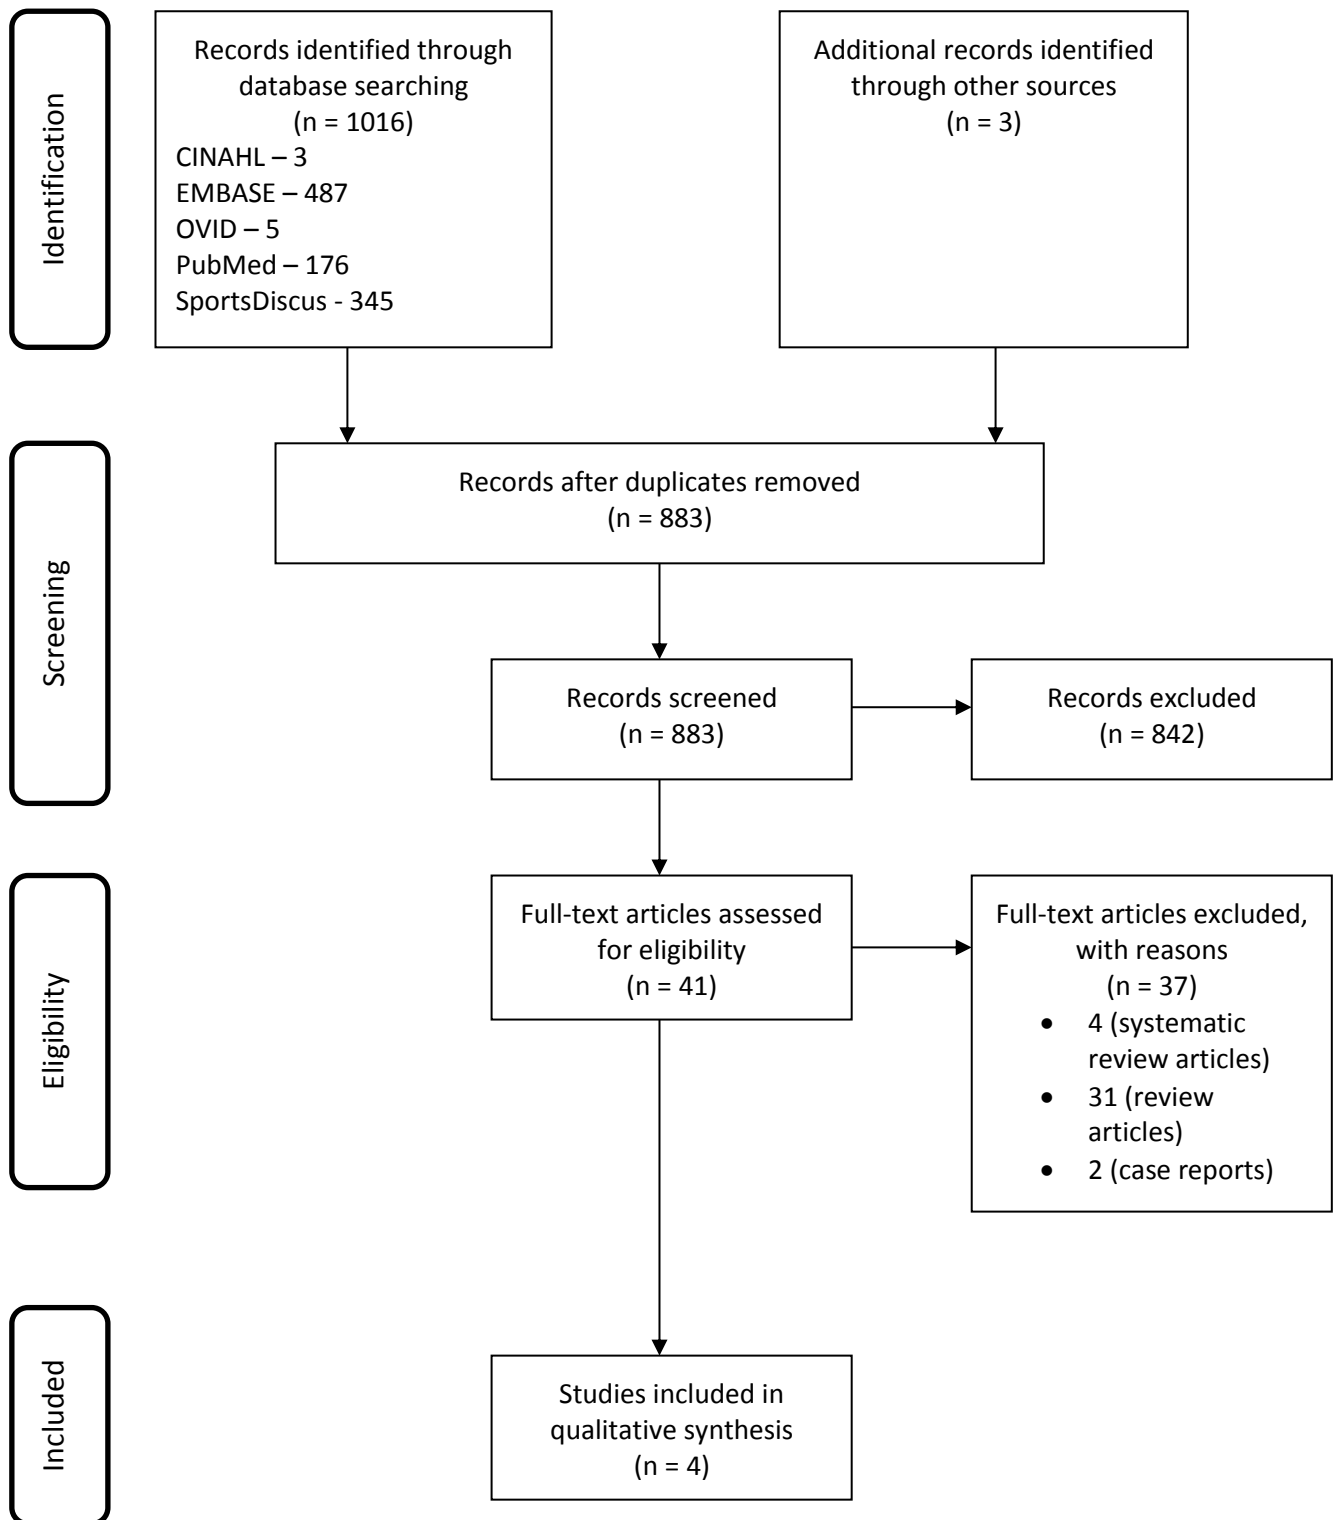 Identification
Records identified through
database searching
(n = 1016)
CINAHL – 3
EMBASE – 487
OVID – 5
PubMed – 176
SportsDiscus - 345
Additional records identified
through other sources
(n = 3)
Screening
Records after duplicates removed
(n = 883)
Records screened
(n = 883)
Records excluded
(n = 842)
Eligibility
Full-text articles assessed
for eligibility
(n = 41)
Full-text articles excluded,
with reasons
(n = 37)
• 4 (systematic
review articles)
• 31 (review
articles)
• 2 (case reports)
Included
Studies included in
qualitative synthesis
(n = 4)